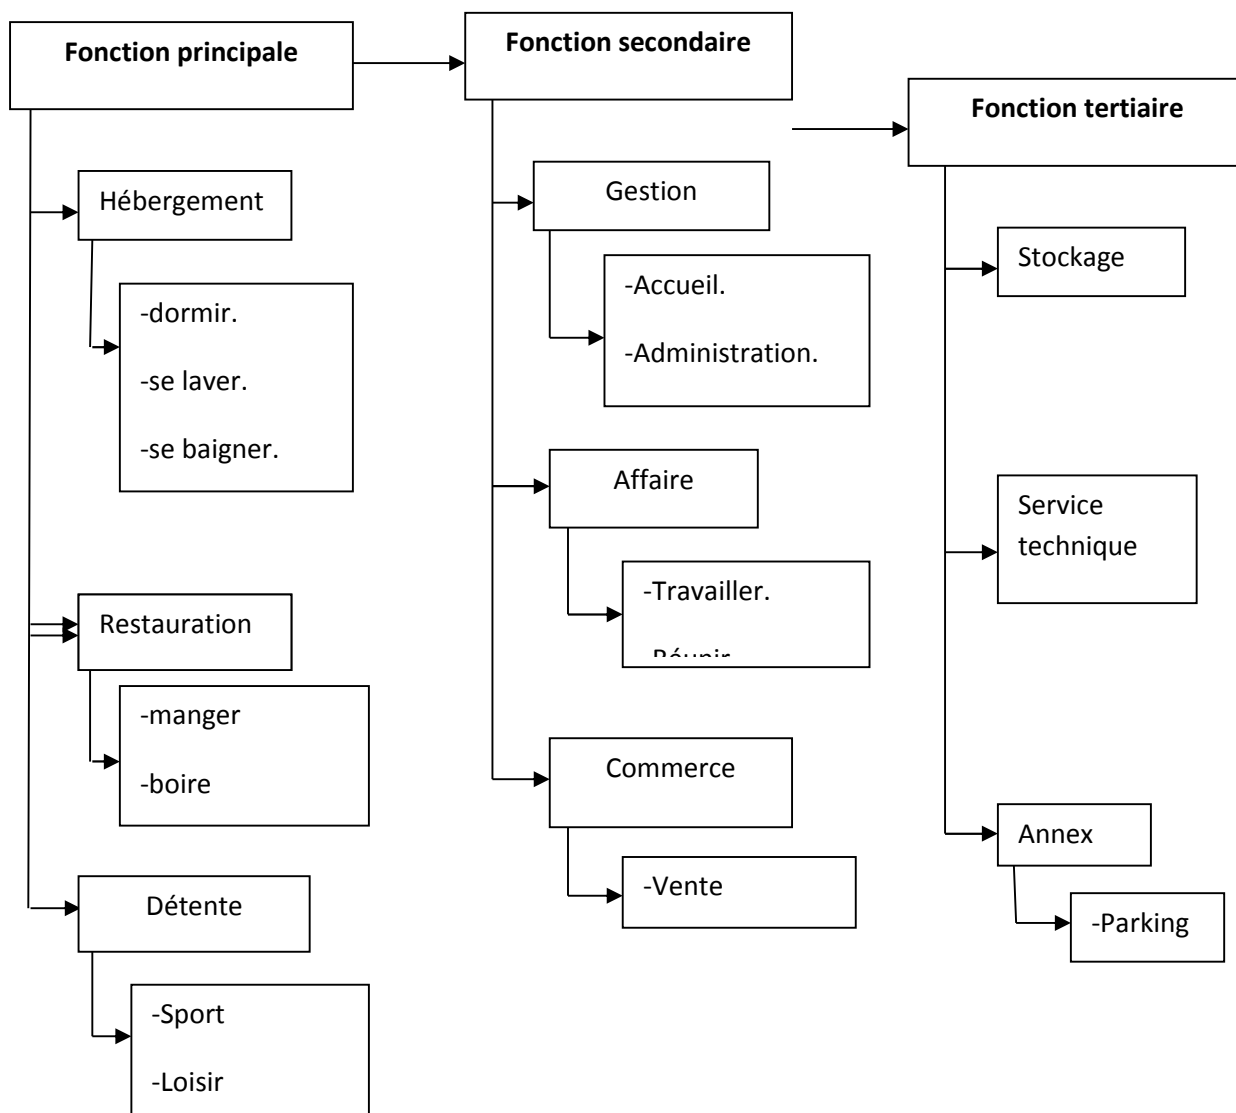 Fonction principale
Hébergement
-dormir.
-se laver.
-se baigner.
Restauration
-manger
-boire
Détente
-Sport
-Loisir
Fonction secondaire
Gestion
-Accueil.
-Administration.
Affaire
-Travailler.
-Réunir
Commerce
-Vente
Fonction tertiaire
Stockage
Service
technique
Annex
-Parking